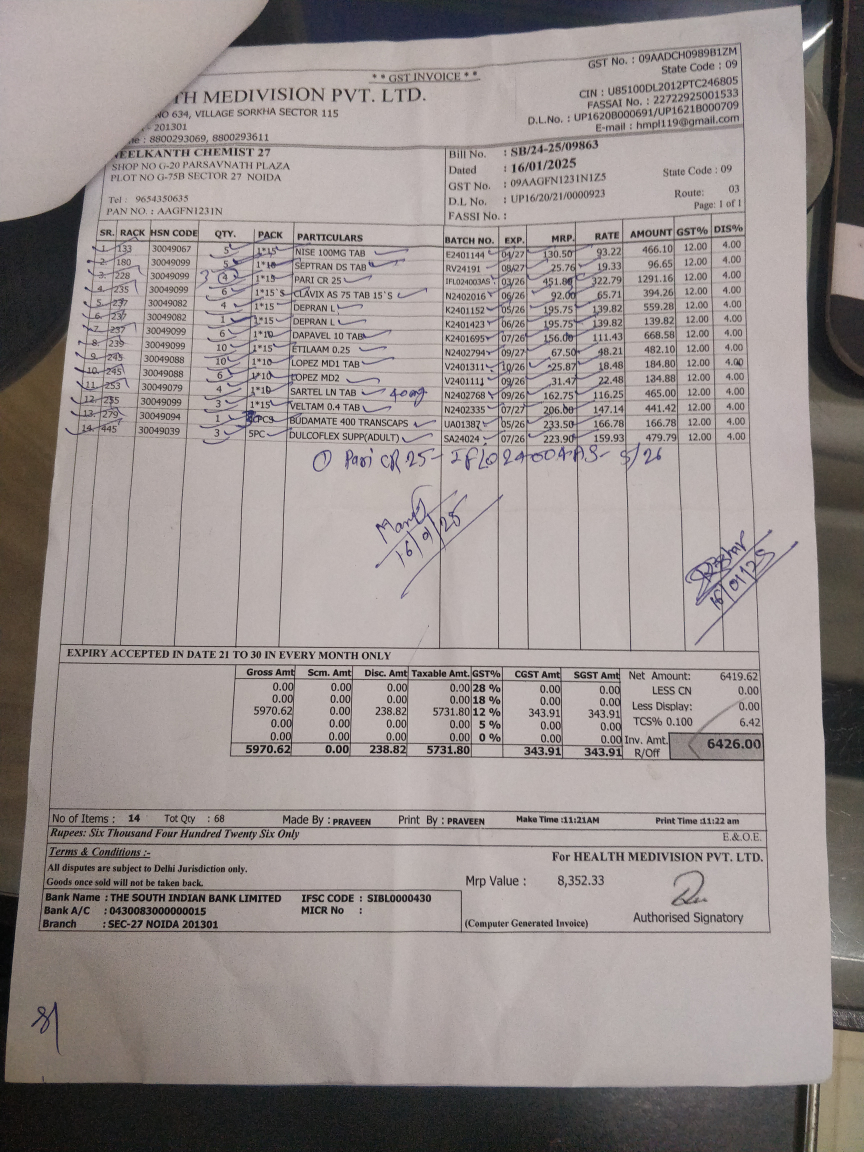 ** GST INVOICE **
GST No. : 09AADCH0989B1ZM
State Code : 09
TH MEDIVISION PVT. LTD.
CIN : U85100DL2012PTC246805
NO 634, VILLAGE SORKHA SECTOR 115
FASSAI No. : 22722925001533
- 201301
D.L.No. : UP1620B000691/UP1621B000709
: 8800293069, 8800293611
E-mail : hmpl119@gmail.com
EELKANTH CHEMIST 27
SHOP NO G-20 PARSAVNATH PLAZA
PLOT NO G-75B SECTOR 27 NOIDA
Tel : 9654350635
PAN NO. : AAGFN1231N
Bill No. : SB/24-25/09863
Dated : 16/01/2025
State Code : 09
GST No. : 09AAGFN1231N1Z5
D.L No. : UP16/20/21/0000923
Route: 03
FASSI No. :
Page: 1 of 1
SR. RACK HSN CODE QTY. PACK PARTICULARS BATCH NO. EXP. MRP. RATE AMOUNT GST% DIS%
1. 133 30049067 5 1*15 NISE 100MG TAB E2401144 04/27 130.50 93.22 466.10 12.00 4.00
2. 180 30049099 5 1*10 SEPTRAN DS TAB RV24191 08/27 25.76 19.33 96.65 12.00 4.00
3. 228 30049099 3 4 1*15 PARI CR 25 IFL024003AS 03/26 451.89 322.79 1291.16 12.00 4.00
4. 235 30049099 6 1*15`S CLAVIX AS 75 TAB 15`S N2402016 06/26 92.00 65.71 394.26 12.00 4.00
5. 237 30049082 4 1*15 DEPRAN L K2401152 05/26 195.75 139.82 559.28 12.00 4.00
6. 237 30049082 1 1*15 DEPRAN L K2401423 06/26 195.75 139.82 139.82 12.00 4.00
7. 237 30049099 6 1*10 DAPAVEL 10 TAB K2401695 07/26 156.00 111.43 668.58 12.00 4.00
8. 239 30049099 10 1*15 ETILAAM 0.25 N2402794 09/27 67.50 48.21 482.10 12.00 4.00
9. 245 30049088 10 1*10 LOPEZ MD1 TAB V2401311 10/26 *25.87 18.48 184.80 12.00 4.00
10. 245 30049088 6 1*10 LOPEZ MD2 V2401111 09/26 31.47 22.48 134.88 12.00 4.00
11. 253 30049079 4 1*10 SARTEL LN TAB 40mg N2402768 09/26 162.75 116.25 465.00 12.00 4.00
12. 255 30049099 3 1*15 VELTAM 0.4 TAB N2402335 07/27 206.00 147.14 441.42 12.00 4.00
13. 279 30049094 1 BUDAMATE 400 TRANSCAPS UA01387 05/26 233.50 166.78 166.78 12.00 4.00
14. 445 30049039 3 5PC DULCOFLEX SUPP(ADULT) SA24024 07/26 223.90 159.93 479.79 12.00 4.00
① Pari CR 25 - IFL024004AS - 5/26
16/01/25
16/01/25
EXPIRY ACCEPTED IN DATE 21 TO 30 IN EVERY MONTH ONLY
Gross Amt Scm. Amt Disc. Amt Taxable Amt. GST% CGST Amt SGST Amt Net Amount: 6419.62
0.00 0.00 0.00 0.00 28 % 0.00 0.00 LESS CN 0.00
0.00 0.00 0.00 0.00 18 % 0.00 0.00 Less Display: 0.00
5970.62 0.00 238.82 5731.80 12 % 343.91 343.91 TCS% 0.100 6.42
0.00 0.00 0.00 0.00 5 % 0.00 0.00
0.00 0.00 0.00 0.00 0 % 0.00 0.00 Inv. Amt. 6426.00
5970.62 0.00 238.82 5731.80 343.91 343.91 R/Off
No of Items : 14 Tot Qty : 68 Made By : PRAVEEN Print By : PRAVEEN Make Time :11:21AM Print Time :11:22 am
Rupees: Six Thousand Four Hundred Twenty Six Only E.& O.E.
Terms & Conditions :-
All disputes are subject to Delhi Jurisdiction only.
Goods once sold will not be taken back.
For HEALTH MEDIVISION PVT. LTD.
Mrp Value : 8,352.33
Bank Name : THE SOUTH INDIAN BANK LIMITED IFSC CODE : SIBL0000430
Bank A/C : 0430083000000015 MICR No :
Branch : SEC-27 NOIDA 201301
(Computer Generated Invoice)
Authorised Signatory